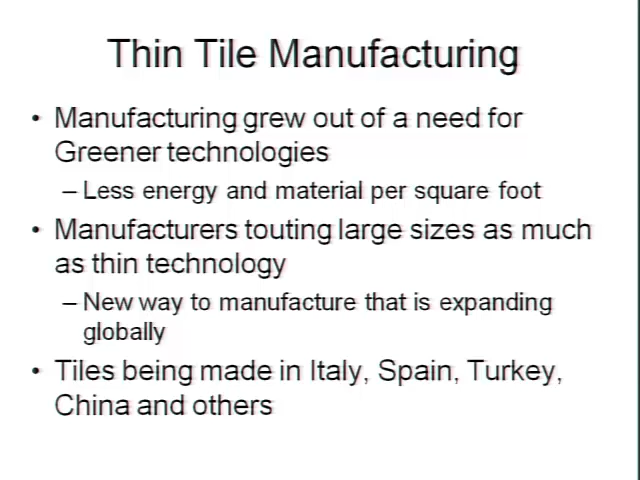 Thin Tile Manufacturing
• Manufacturing grew out of a need for
Greener technologies
– Less energy and material per square foot
• Manufacturers touting large sizes as much
as thin technology
– New way to manufacture that is expanding
globally
• Tiles being made in Italy, Spain, Turkey,
China and others